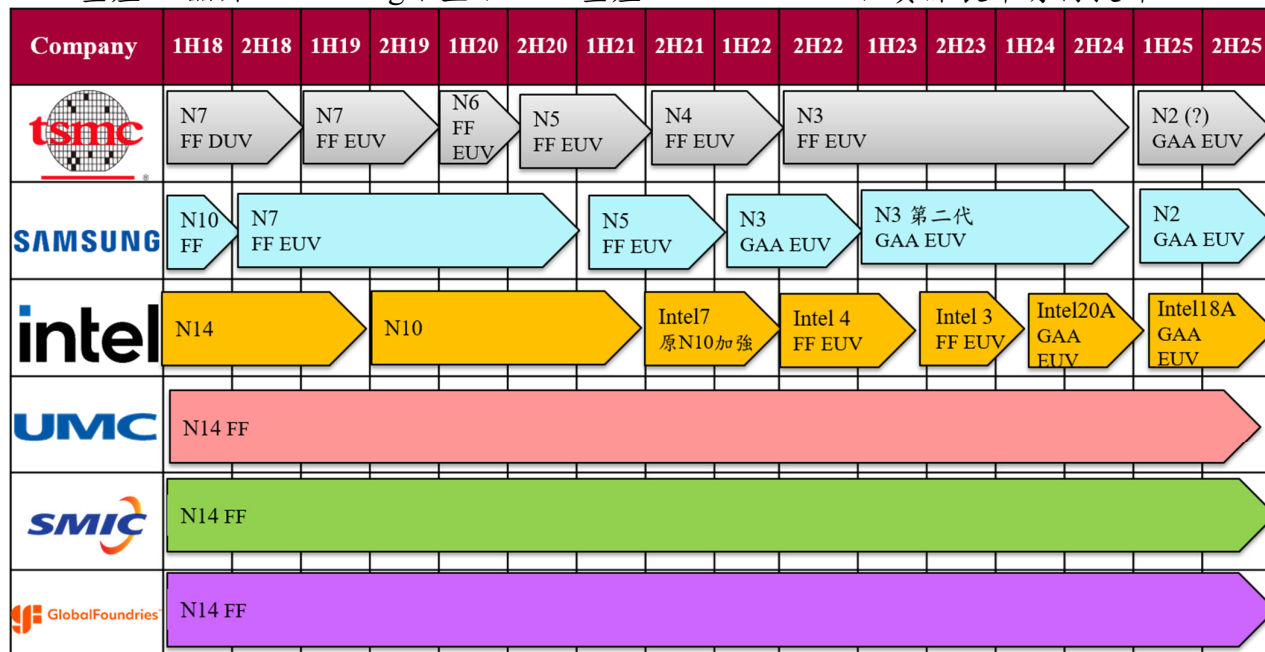 Company 1H18 2H18 1H19 2H19 1H20 2H20 1H21 2H21 1H22 2H22 1H23 2H23 1H24 2H24 1H25 2H25
tsmc
®
N7
FF DUV
N7
FF EUV
N6
FF
EUV
N5
FF EUV
N4
FF EUV
N3
FF EUV
N2 (?)
GAA EUV
SAMSUNG
N10
FF
N7
FF EUV
N5
FF EUV
N3
GAA EUV
N3 第二代
GAA EUV
N2
GAA EUV
intel
N14
N10
Intel7
原N10加強
Intel 4
FF EUV
Intel 3
FF EUV
Intel20A
GAA
EUV
Intel18A
GAA
EUV
UMC
N14 FF
SMIC
N14 FF
GF GlobalFoundries
N14 FF